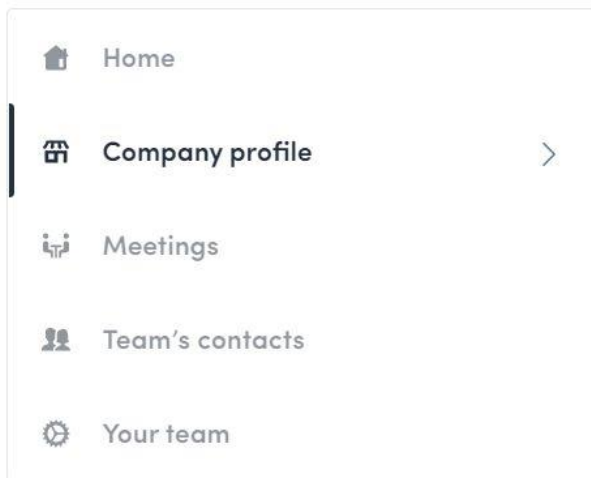 Home
Company profile
Meetings
Team’s contacts
Your team